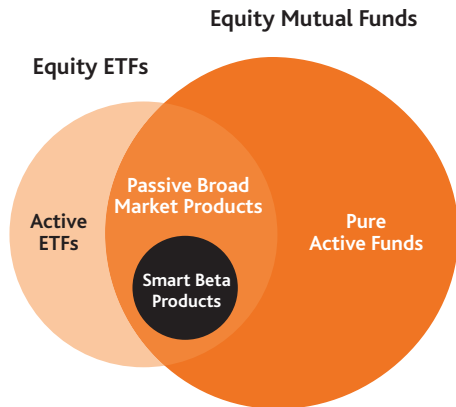 Equity Mutual Funds
Equity ETFs
Passive Broad
Market Products
Active
ETFs
Pure
Active Funds
Smart Beta
Products